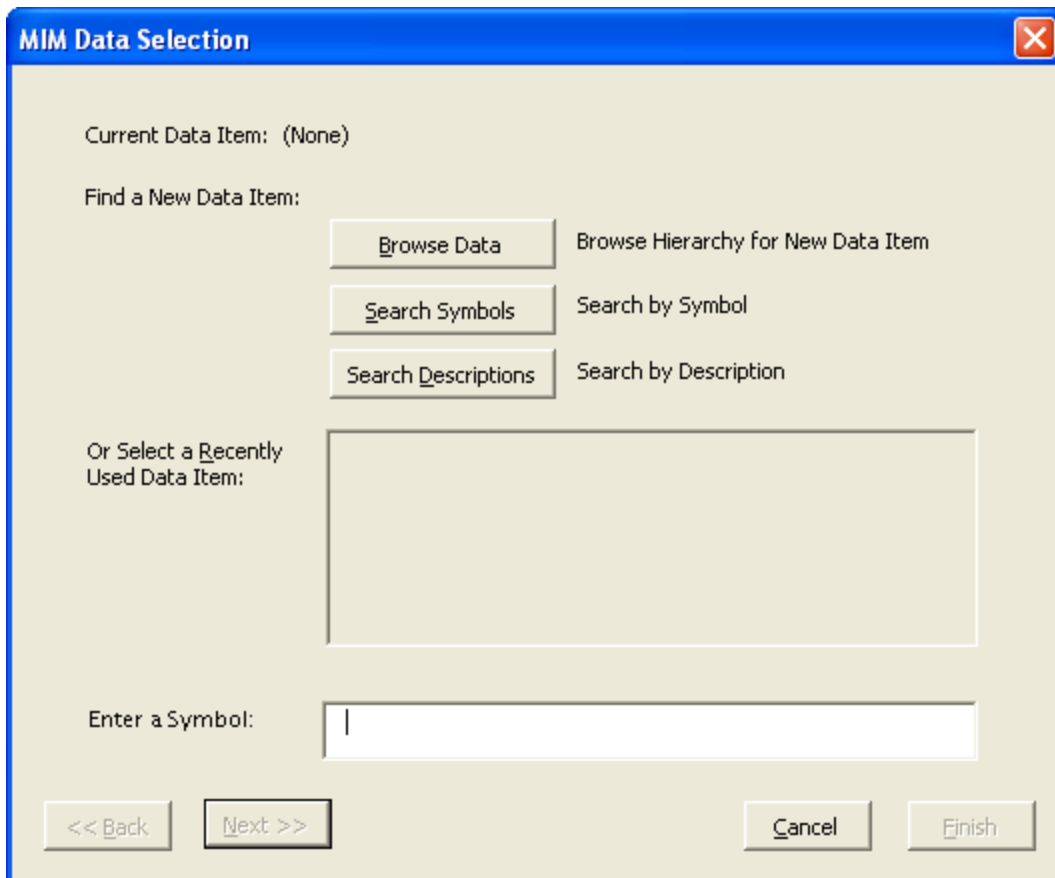 MIM Data Selection
Current Data Item: (None)
Find a New Data Item:
Browse Data Browse Hierarchy for New Data Item
Search Symbols Search by Symbol
Search Descriptions Search by Description
Or Select a Recently
Used Data Item:
Enter a Symbol:
<< Back Next >> Cancel Finish